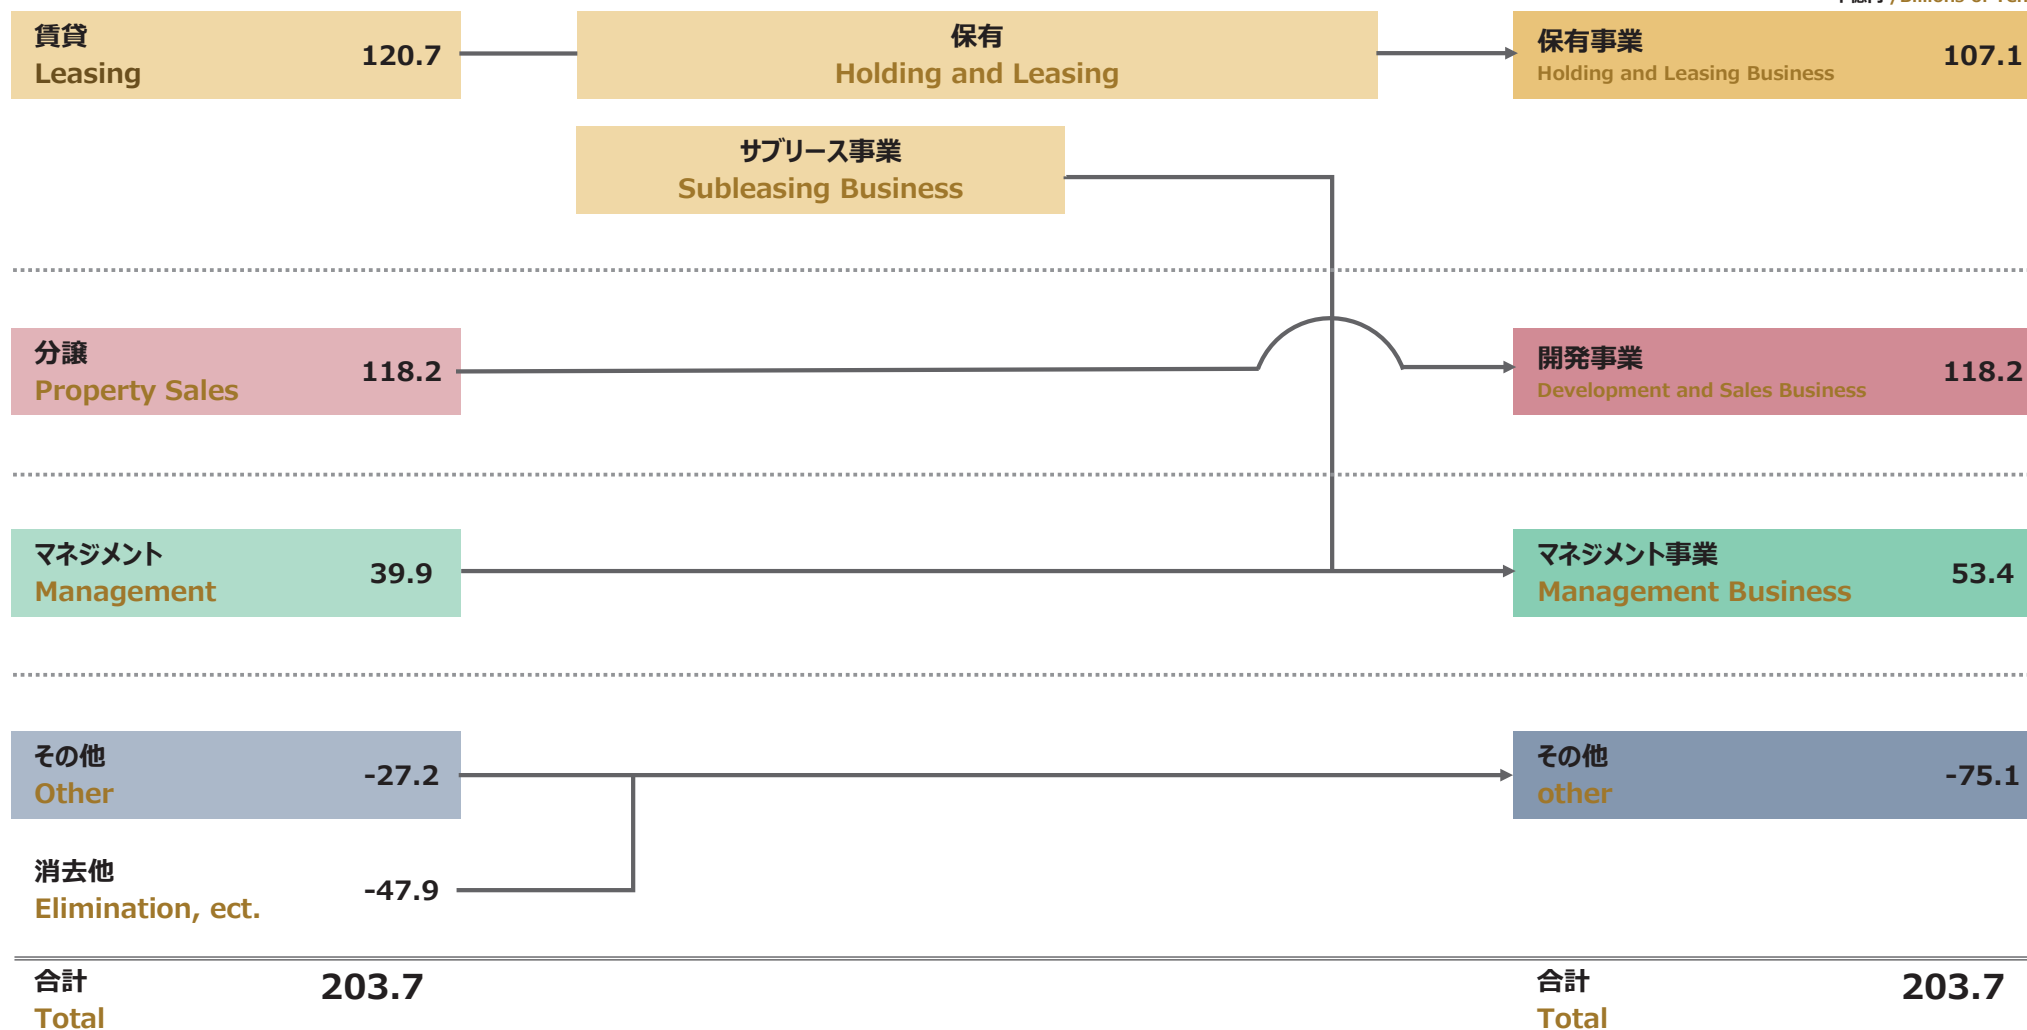 賃貸
Leasing
120.7
保有
Holding and Leasing
保有事業
Holding and Leasing Business
107.1
サブリース事業
Subleasing Business
分譲
Property Sales
118.2
開発事業
Development and Sales Business
118.2
マネジメント
Management
39.9
マネジメント事業
Management Business
53.4
その他
Other
-27.2
その他
other
-75.1
消去他
Elimination, ect.
-47.9
合計
Total
203.7
合計
Total
203.7